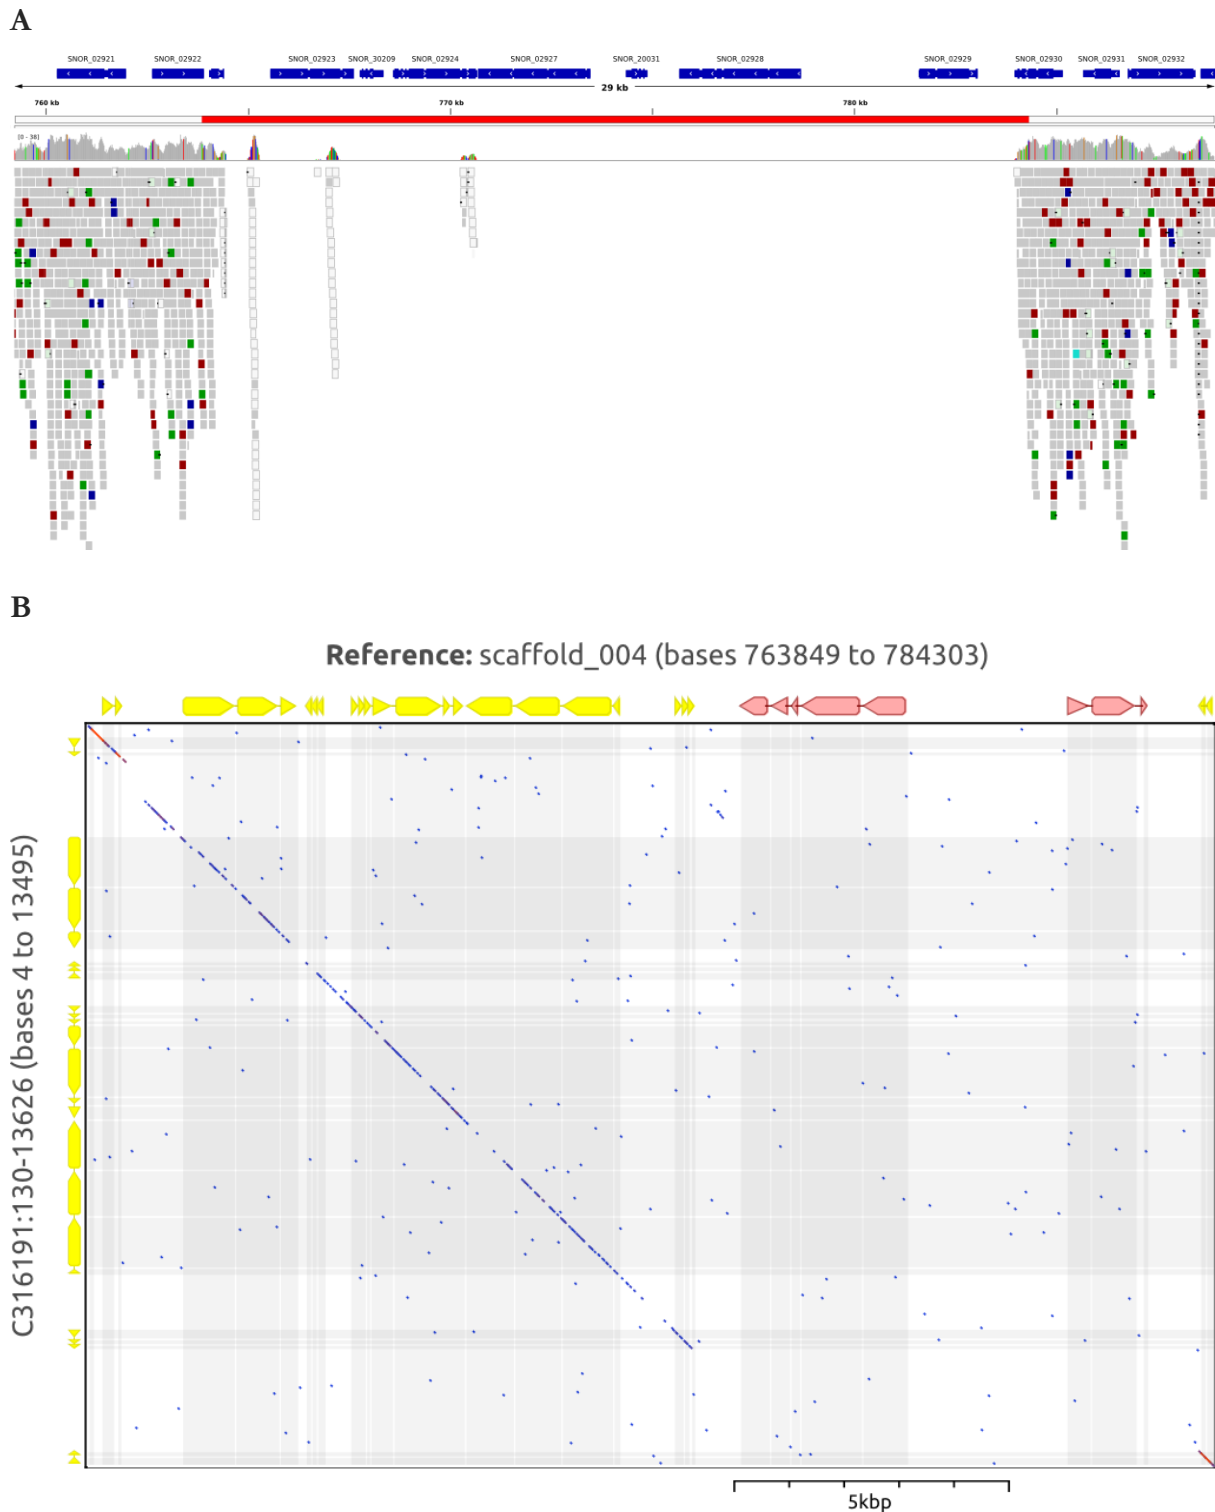 A
SNOR_02921 SNOR_02922 SNOR_02923 SNOR_30209 SNOR_02924 SNOR_02927 SNOR_20031 SNOR_02928 SNOR_02929 SNOR_02930 SNOR_02931 SNOR_02932
29 kb
760 kb 770 kb 780 kb
[0 - 38]
B
Reference: scaffold_004 (bases 763849 to 784303)
C316191:130-13626 (bases 4 to 13495)
5kbp